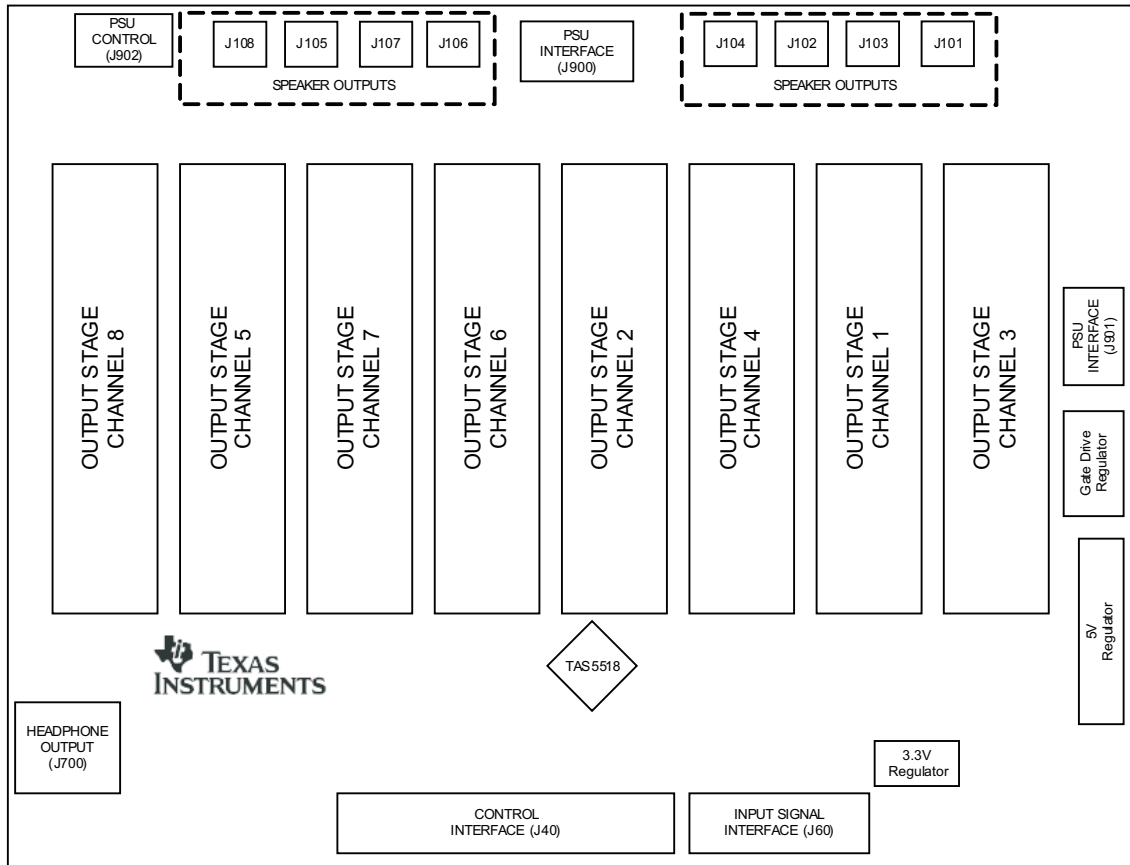 PSU
CONTROL
(J902)
J108
J105
J107
J106
SPEAKER OUTPUTS
PSU
INTERFACE
(J900)
J104
J102
J103
J101
SPEAKER OUTPUTS
OUTPUT STAGE
CHANNEL 8
OUTPUT STAGE
CHANNEL 5
OUTPUT STAGE
CHANNEL 7
OUTPUT STAGE
CHANNEL 6
OUTPUT STAGE
CHANNEL 2
OUTPUT STAGE
CHANNEL 4
OUTPUT STAGE
CHANNEL 1
OUTPUT STAGE
CHANNEL 3
PSU
INTERFACE
(J901)
Gate Drive
Regulator
5V
Regulator
TEXAS
INSTRUMENTS
TAS5518
HEADPHONE
OUTPUT
(J700)
3.3V
Regulator
CONTROL
INTERFACE (J40)
INPUT SIGNAL
INTERFACE (J60)